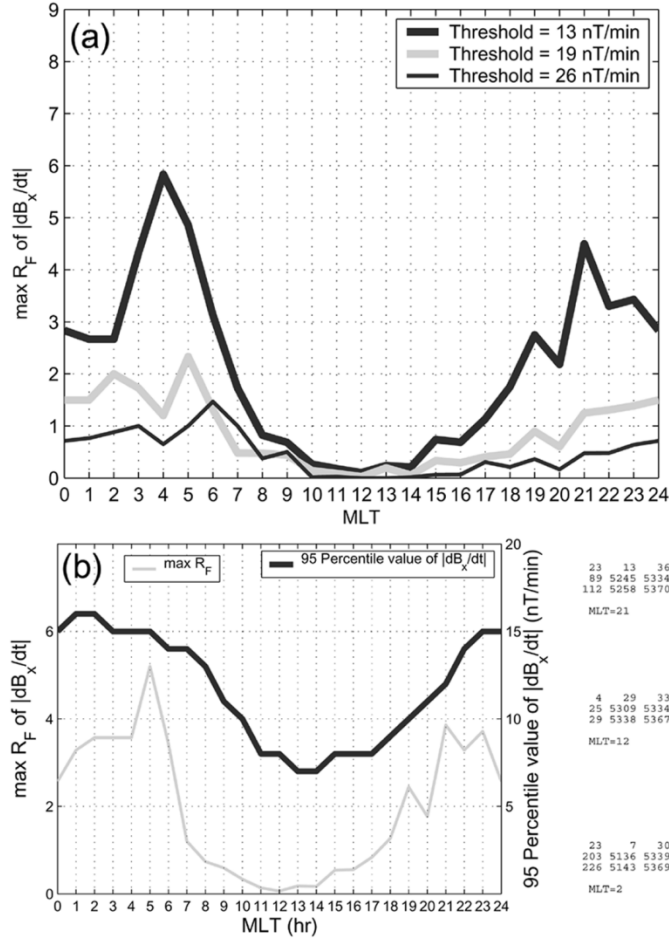 (a)
Threshold = 13 nT/min
Threshold = 19 nT/min
Threshold = 26 nT/min
max R_F of |dB_x/dt|
9
8
7
6
5
4
3
2
1
0
0 1 2 3 4 5 6 7 8 9 10 11 12 13 14 15 16 17 18 19 20 21 22 23 24
MLT
(b)
max R_F
95 Percentile value of |dB_x/dt|
max R_F of |dB_x/dt|
6
4
2
0
20
15
10
5
0
95 Percentile value of |dB_x/dt| (nT/min)
0 1 2 3 4 5 6 7 8 9 10 11 12 13 14 15 16 17 18 19 20 21 22 23 24
MLT (hr)
23 13 36
89 5245 5334
112 5258 5370
MLT=21
4 29 33
25 5309 5334
29 5338 5367
MLT=12
23 7 30
203 5136 5339
226 5143 5369
MLT=2